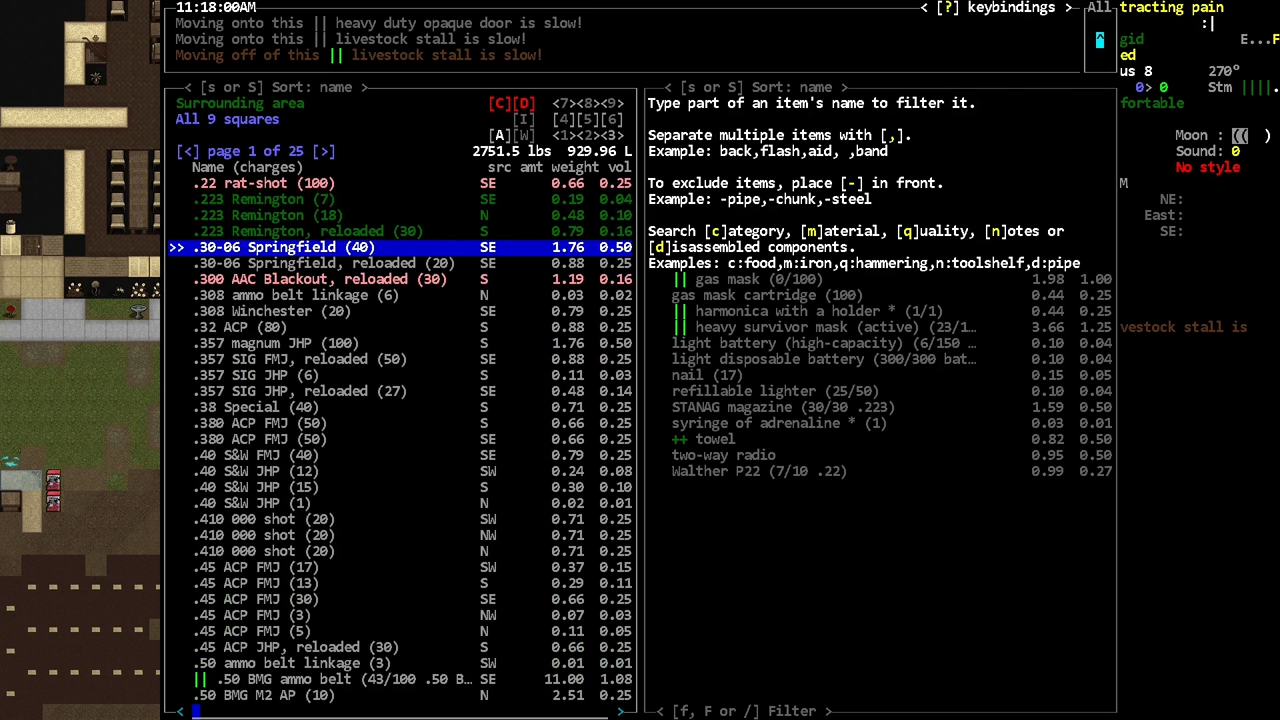 11:18:00AM
< [?] keybindings >
All
tracting pain
Moving onto this || heavy duty opaque door is slow!
:|
Moving onto this || livestock stall is slow!
^
gid
E...F
Moving off of this || livestock stall is slow!
ed
us 8
270°
< [s or S] Sort: name >
< [s or S] Sort: name >
0> 0
Stm ||||.
Surrounding area
[C][D] <7><8><9>
Type part of an item's name to filter it.
fortable
All 9 squares
[I] [4][5][6]
[A][W] <1><2><3>
Separate multiple items with [,].
Moon : (( )
[<] page 1 of 25 [>]
2751.5 lbs 929.96 L
Example: back,flash,aid, ,band
Sound: 0
Name (charges)
src amt weight vol
No style
.22 rat-shot (100) SE 0.66 0.25
To exclude items, place [-] in front.
M
.223 Remington (7) SE 0.19 0.04
Example: -pipe,-chunk,-steel
NE:
.223 Remington (18) N 0.48 0.10
East:
.223 Remington, reloaded (30) S 0.79 0.16
Search [c]ategory, [m]aterial, [q]uality, [n]otes or
SE:
>> .30-06 Springfield (40) SE 1.76 0.50
[d]isassembled components.
.30-06 Springfield, reloaded (20) SE 0.88 0.25
Examples: c:food,m:iron,q:hammering,n:toolshelf,d:pipe
.300 AAC Blackout, reloaded (30) S 1.19 0.16
|| gas mask (0/100) 1.98 1.00
.308 ammo belt linkage (6) N 0.03 0.02
gas mask cartridge (100) 0.44 0.25
.308 Winchester (20) SE 0.79 0.25
|| harmonica with a holder * (1/1) 0.44 0.25
.32 ACP (80) S 0.88 0.25
|| heavy survivor mask (active) (23/1… 3.66 1.25
vestock stall is
.357 magnum JHP (100) S 1.76 0.50
light battery (high-capacity) (6/150 … 0.10 0.04
.357 SIG FMJ, reloaded (50) SE 0.88 0.25
light disposable battery (300/300 bat… 0.10 0.04
.357 SIG JHP (6) S 0.11 0.03
nail (17) 0.15 0.05
.357 SIG JHP, reloaded (27) SE 0.48 0.14
refillable lighter (25/50) 0.10 0.04
.38 Special (40) S 0.71 0.25
STANAG magazine (30/30 .223) 1.59 0.50
.380 ACP FMJ (50) S 0.66 0.25
syringe of adrenaline * (1) 0.03 0.01
.380 ACP FMJ (50) SE 0.66 0.25
++ towel 0.82 0.50
.40 S&W FMJ (40) SE 0.79 0.25
two-way radio 0.95 0.50
.40 S&W JHP (12) SW 0.24 0.08
Walther P22 (7/10 .22) 0.99 0.27
.40 S&W JHP (15) S 0.30 0.10
.40 S&W JHP (1) N 0.02 0.01
.410 000 shot (20) SW 0.71 0.25
.410 000 shot (20) NW 0.71 0.25
.410 000 shot (20) N 0.71 0.25
.45 ACP FMJ (17) SW 0.37 0.15
.45 ACP FMJ (13) S 0.29 0.11
.45 ACP FMJ (30) SE 0.66 0.25
.45 ACP FMJ (3) NW 0.07 0.03
.45 ACP FMJ (5) N 0.11 0.05
.45 ACP JHP, reloaded (30) S 0.66 0.25
.50 ammo belt linkage (3) SW 0.01 0.01
|| .50 BMG ammo belt (43/100 .50 B… SE 11.00 1.08
.50 BMG M2 AP (10) N 2.51 0.25
< >
< [f, F or /] Filter >